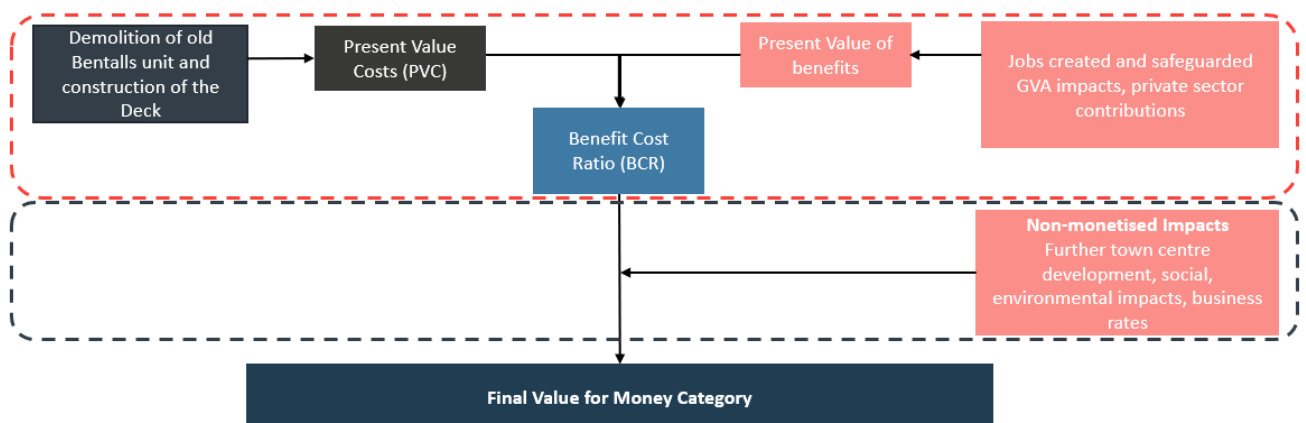 Demolition of old
Bentalls unit and
construction of the
Deck
Present Value
Costs (PVC)
Present Value of
benefits
Jobs created and safeguarded
GVA impacts, private sector
contributions
Benefit Cost
Ratio (BCR)
Non-monetised Impacts
Further town centre
development, social,
environmental impacts, business
rates
Final Value for Money Category